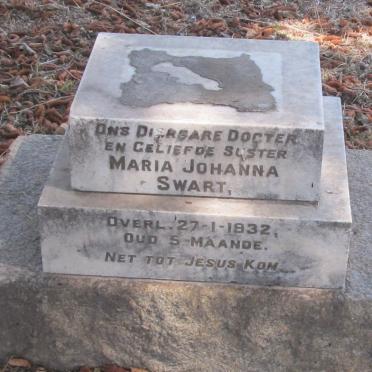 ONS DIERBARE DOGTER
EN GELIEFDE SUSTER
MARIA JOHANNA
SWART,
OVERL. 27-1-1932,
OUD 5-MAANDE.
NET TOT JESUS KOM